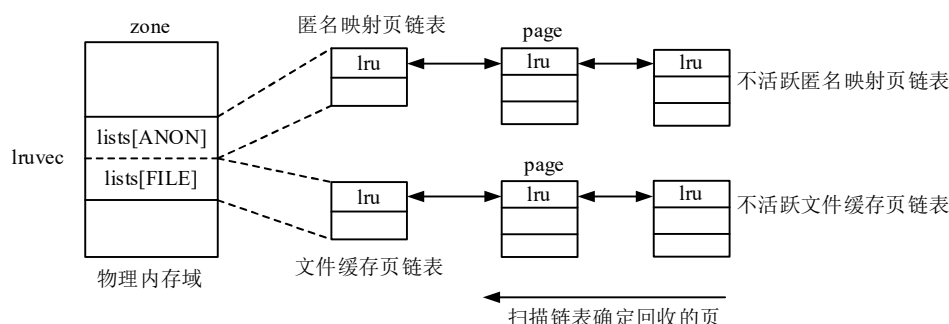 zone
匿名映射页链表
page
lru
lru
lru
不活跃匿名映射页链表
lists[ANON]
lruvec
lists[FILE]
page
lru
lru
lru
不活跃文件缓存页链表
物理内存域
文件缓存页链表
扫描链表确定回收的页